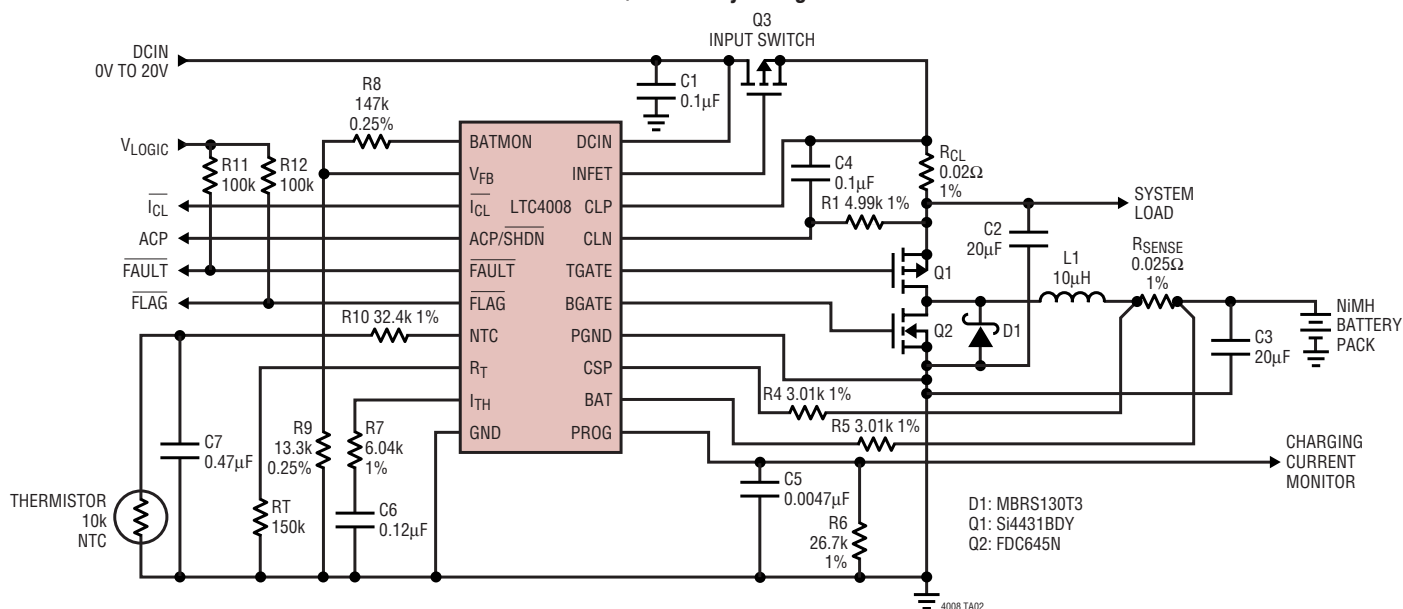 Q3
INPUT SWITCH
DCIN
0V TO 20V
C1
0.1µF
R8
147k
0.25%
VLOGIC
R11
100k
R12
100k
ICL
ACP
FAULT
FLAG
BATMON
VFB
ICL
ACP/SHDN
FAULT
FLAG
NTC
RT
ITH
GND
LTC4008
DCIN
INFET
CLP
CLN
TGATE
BGATE
PGND
CSP
BAT
PROG
C4
0.1µF
R1 4.99k 1%
RCL
0.02Ω
1%
SYSTEM
LOAD
C2
20µF
Q1
L1
10µH
RSENSE
0.025Ω
1%
Q2
D1
NiMH
BATTERY
PACK
C3
20µF
R10 32.4k 1%
R4 3.01k 1%
R5 3.01k 1%
C7
0.47µF
R9
13.3k
0.25%
R7
6.04k
1%
THERMISTOR
10k
NTC
RT
150k
C6
0.12µF
C5
0.0047µF
R6
26.7k
1%
CHARGING
CURRENT
MONITOR
D1: MBRS130T3
Q1: Si4431BDY
Q2: FDC645N
4008 TA02